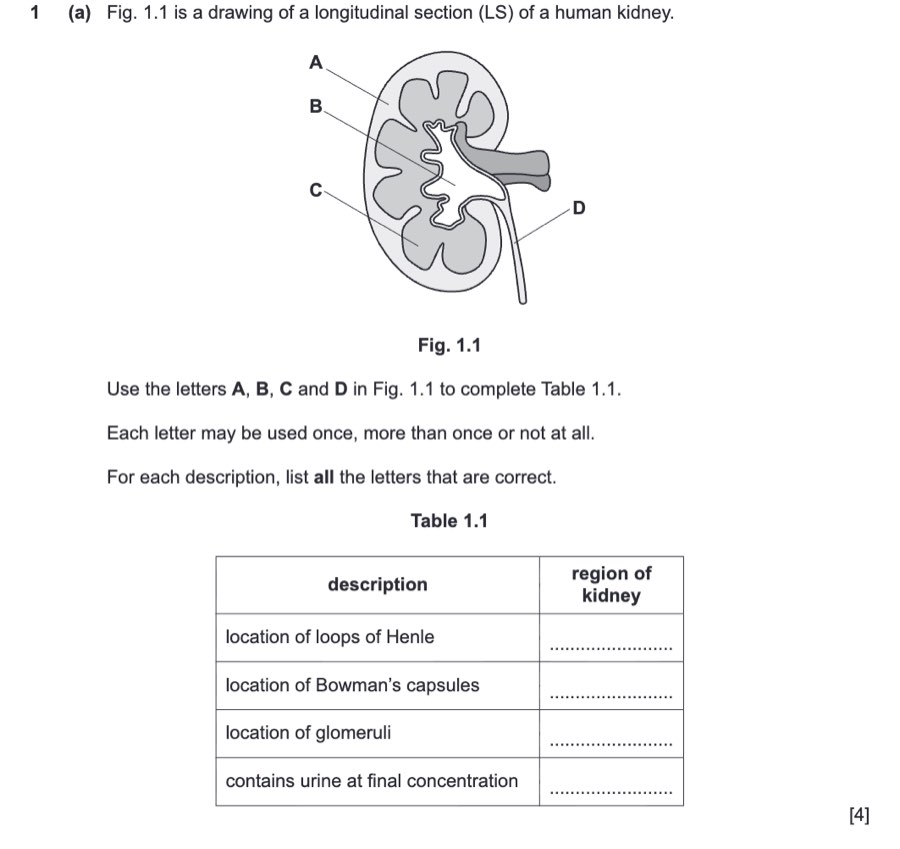 1 (a) Fig. 1.1 is a drawing of a longitudinal section (LS) of a human kidney.
A
B
C
D
Fig. 1.1
Use the letters A, B, C and D in Fig. 1.1 to complete Table 1.1.
Each letter may be used once, more than once or not at all.
For each description, list all the letters that are correct.
Table 1.1
description
region of
kidney
location of loops of Henle ........................
location of Bowman's capsules ........................
location of glomeruli ........................
contains urine at final concentration ........................
[4]